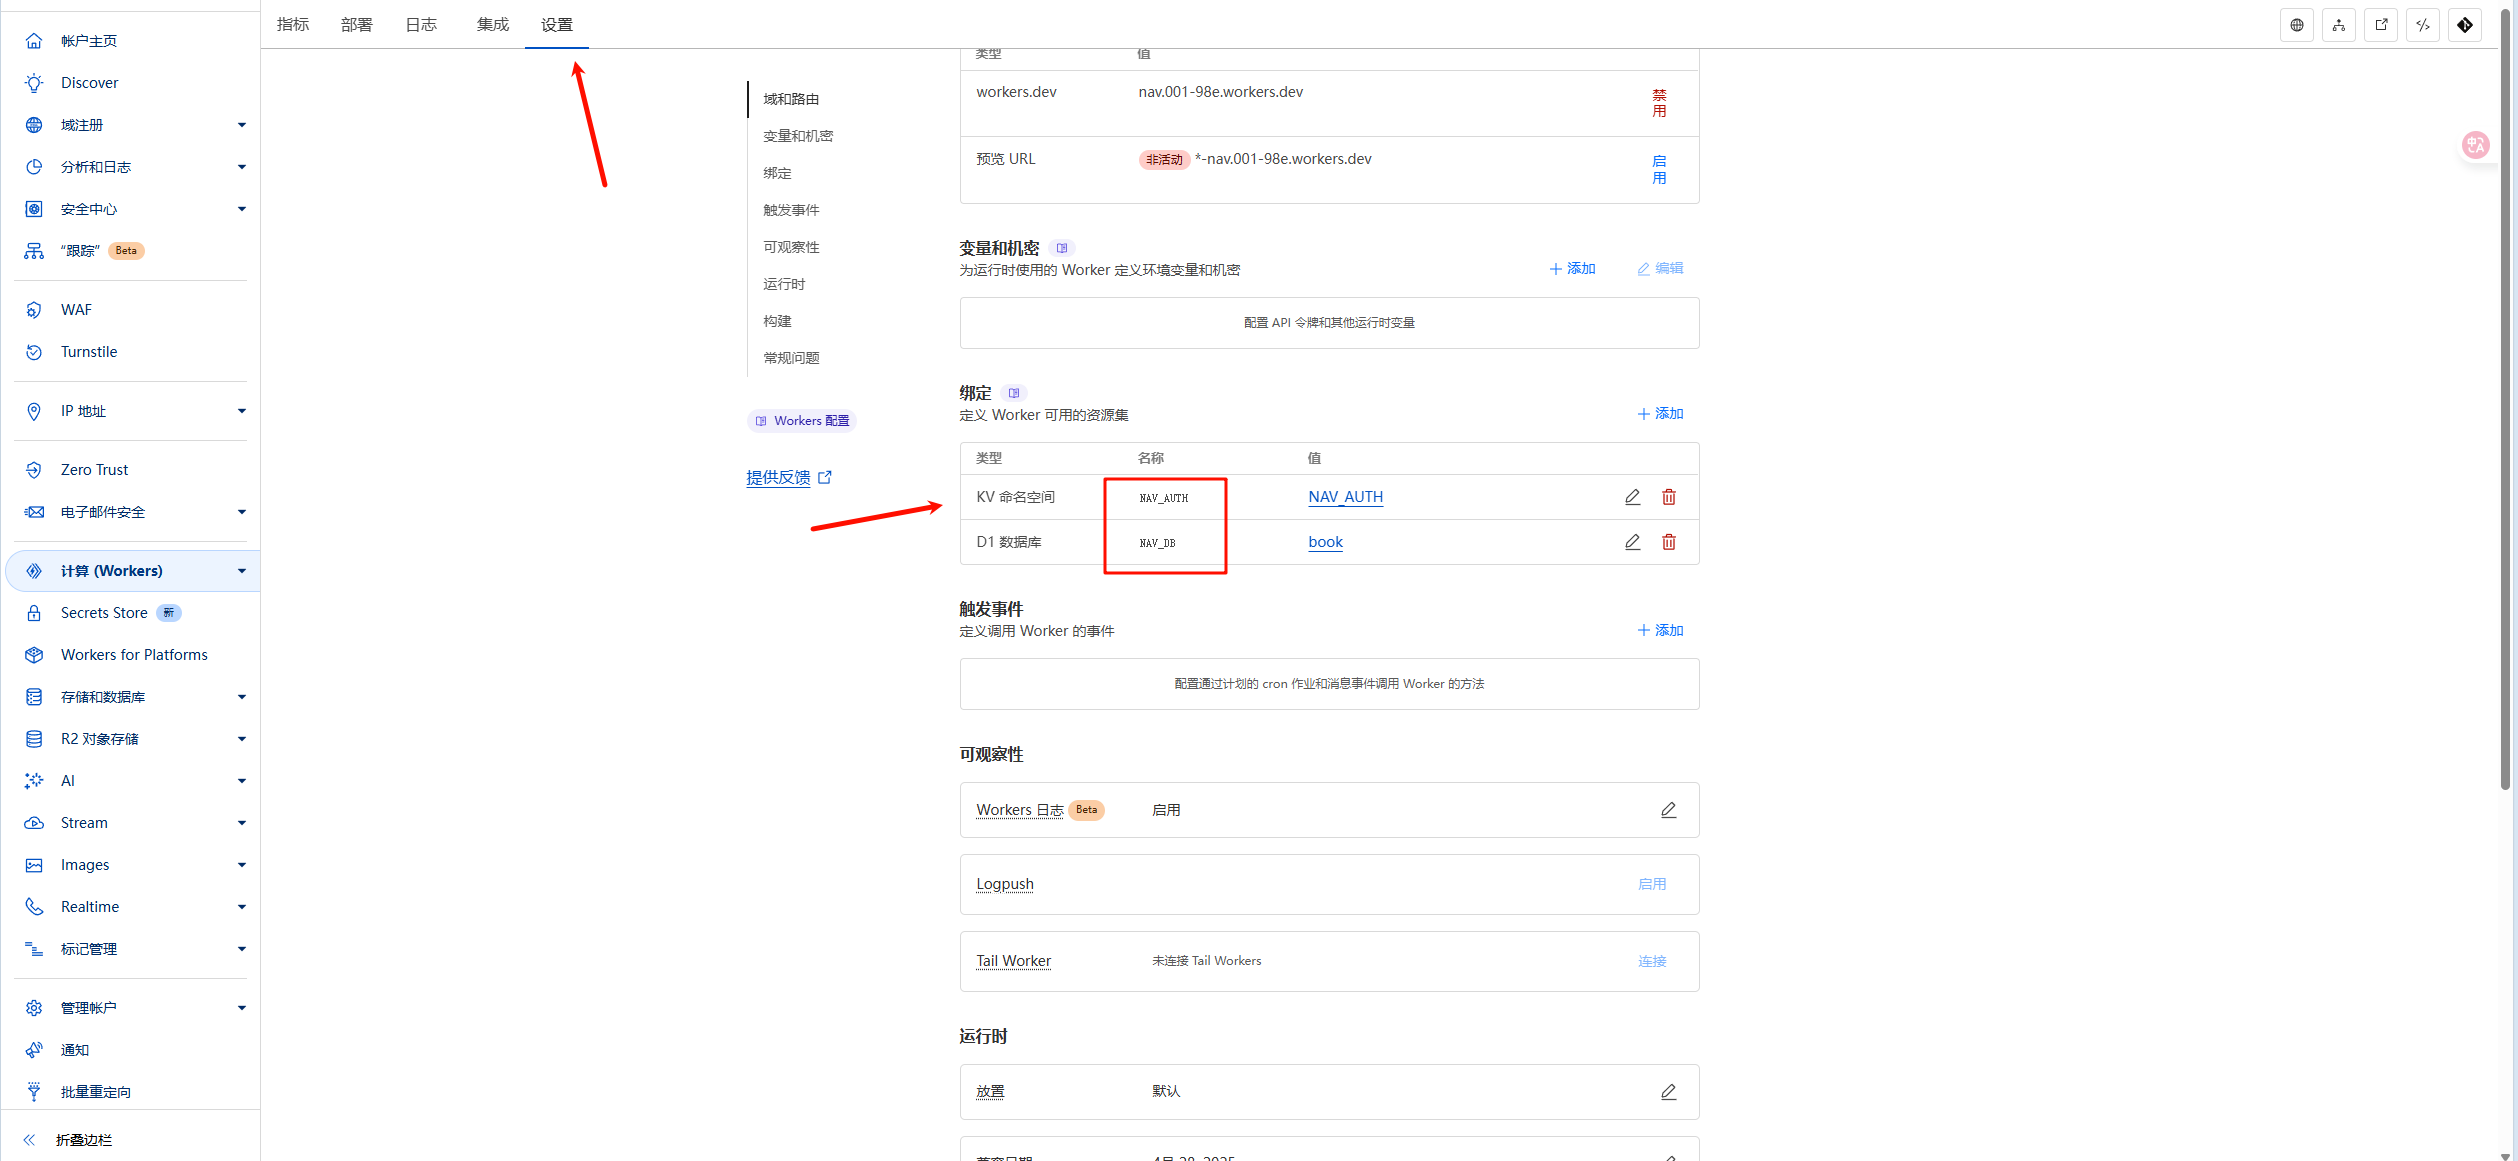 指标
部署
日志
集成
设置
帐户主页
Discover
域注册
分析和日志
安全中心
“跟踪” Beta
WAF
Turnstile
IP 地址
Zero Trust
电子邮件安全
计算 (Workers)
Secrets Store 新
Workers for Platforms
存储和数据库
R2 对象存储
AI
Stream
Images
Realtime
标记管理
管理帐户
通知
批量重定向
折叠边栏
域和路由
变量和机密
绑定
触发事件
可观察性
运行时
构建
常规问题
Workers 配置
提供反馈
类型 值
workers.dev nav.001-98e.workers.dev 禁用
预览 URL 非活动 *-nav.001-98e.workers.dev 启用
变量和机密
为运行时使用的 Worker 定义环境变量和机密 添加 编辑
配置 API 令牌和其他运行时变量
绑定
定义 Worker 可用的资源集 添加
类型 名称 值
KV 命名空间 NAV_AUTH NAV_AUTH
D1 数据库 NAV_DB book
触发事件
定义调用 Worker 的事件 添加
配置通过计划的 cron 作业和消息事件调用 Worker 的方法
可观察性
Workers 日志 Beta 启用
Logpush 启用
Tail Worker 未连接 Tail Workers 连接
运行时
放置 默认
兼容日期 4月 28, 2025